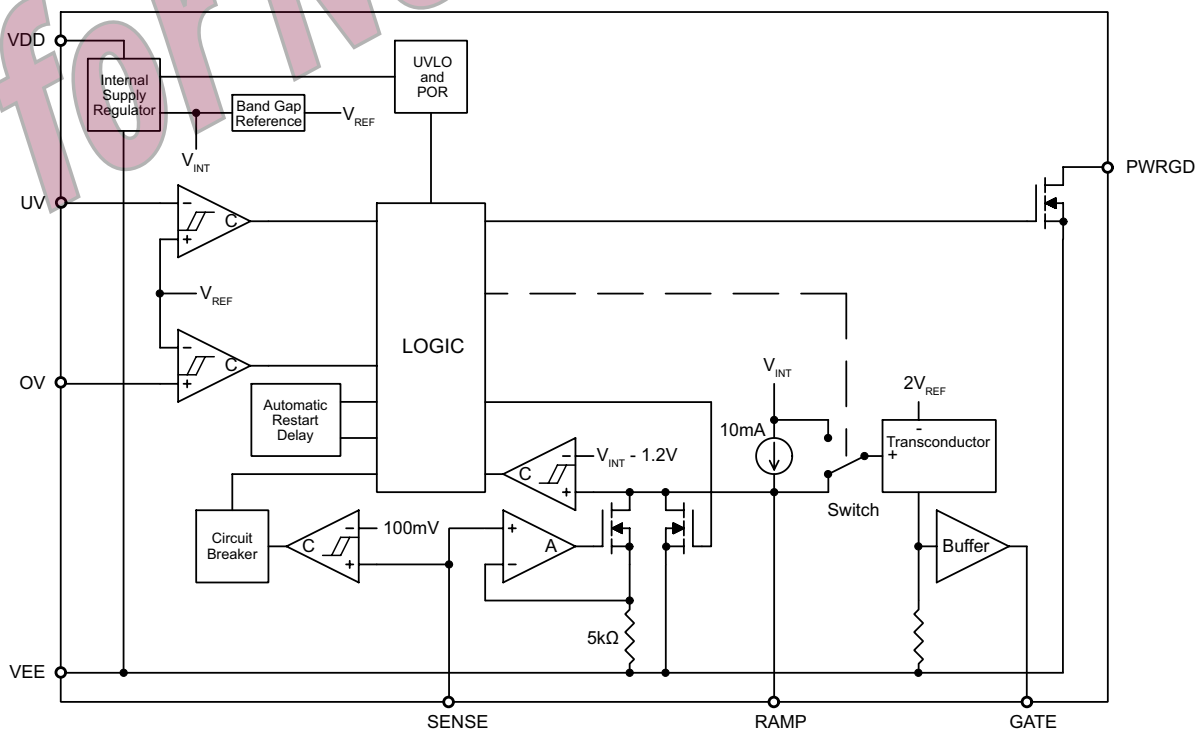 for N
VDD
Internal
Supply
Regulator
UVLO
and
POR
Band Gap
Reference
VREF
VINT
UV
-
C
+
VREF
PWRGD
-
C
+
OV
LOGIC
Automatic
Restart
Delay
VINT
2VREF
10mA
-
Transconductor
+
C
-
VINT - 1.2V
+
Switch
Circuit
Breaker
C
-
100mV
+
+
A
-
Buffer
5kΩ
VEE
SENSE
RAMP
GATE